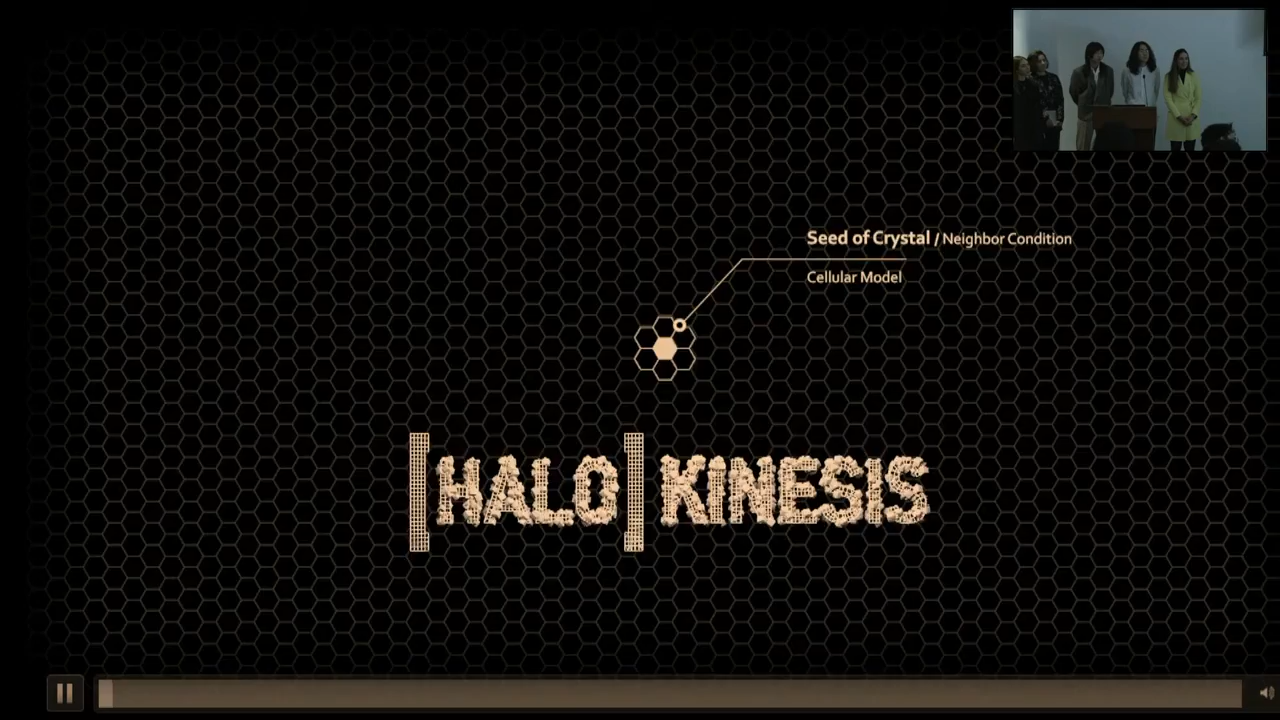 Seed of Crystal / Neighbor Condition
Cellular Model
[HALO] KINESIS